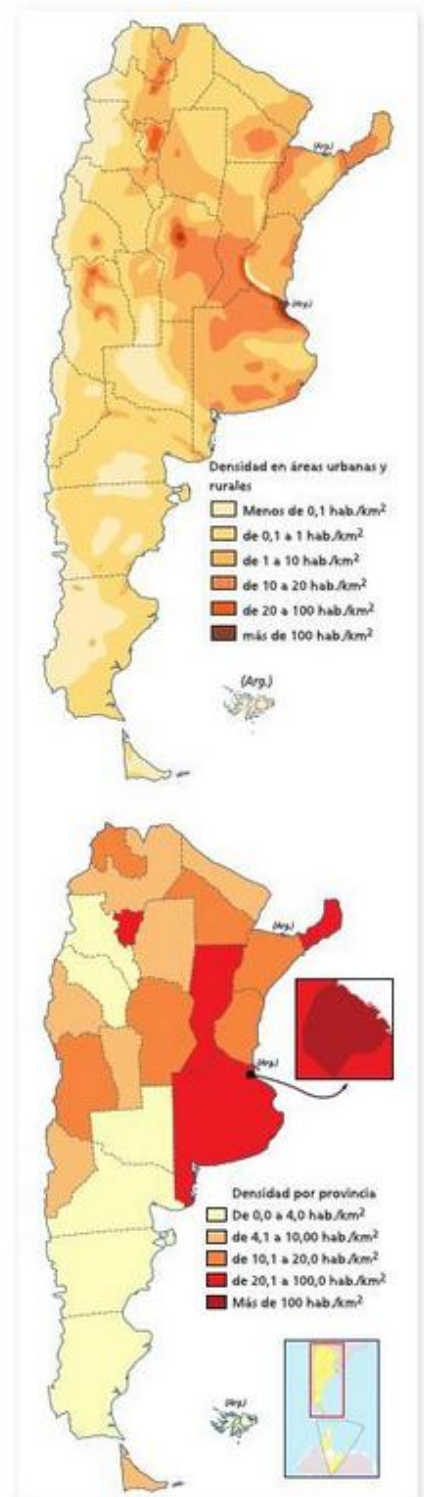 (Arg.)
(Arg.)
Densidad en áreas urbanas y
rurales
Menos de 0,1 hab./km²
de 0,1 a 1 hab./km²
de 1 a 10 hab./km²
de 10 a 20 hab./km²
de 20 a 100 hab./km²
más de 100 hab./km²
(Arg.)
(Arg.)
(Arg.)
Densidad por provincia
De 0,0 a 4,0 hab./km²
de 4,1 a 10,00 hab./km²
de 10,1 a 20,0 hab./km²
de 20,1 a 100,0 hab./km²
Más de 100 hab./km²
(Arg.)